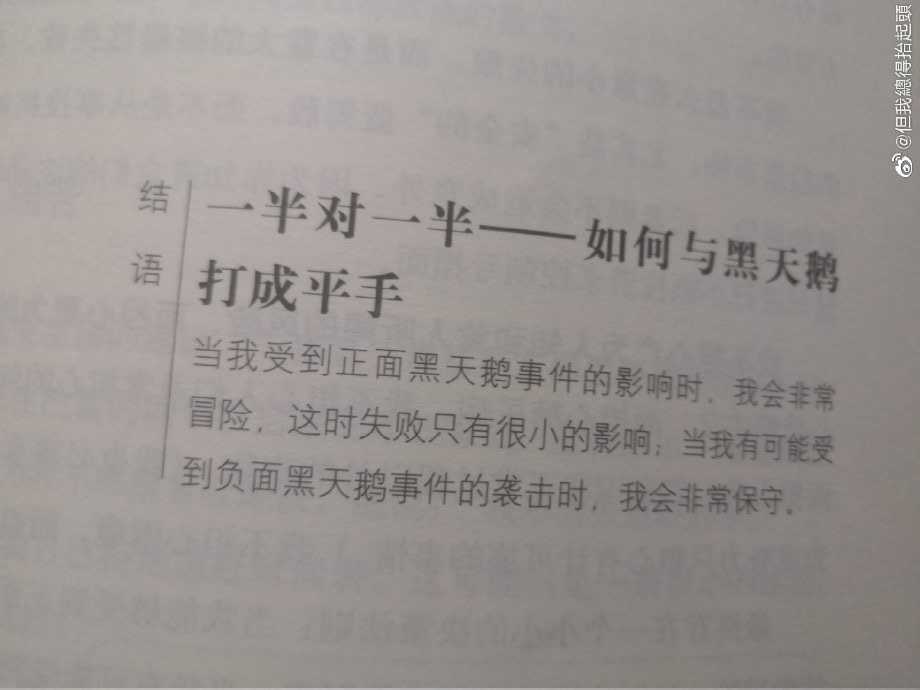 结语
一半对一半——如何与黑天鹅
打成平手
当我受到正面黑天鹅事件的影响时，我会非常
冒险，这时失败只有很小的影响；当我有可能受
到负面黑天鹅事件的袭击时，我会非常保守。
@但我總得抬起頭